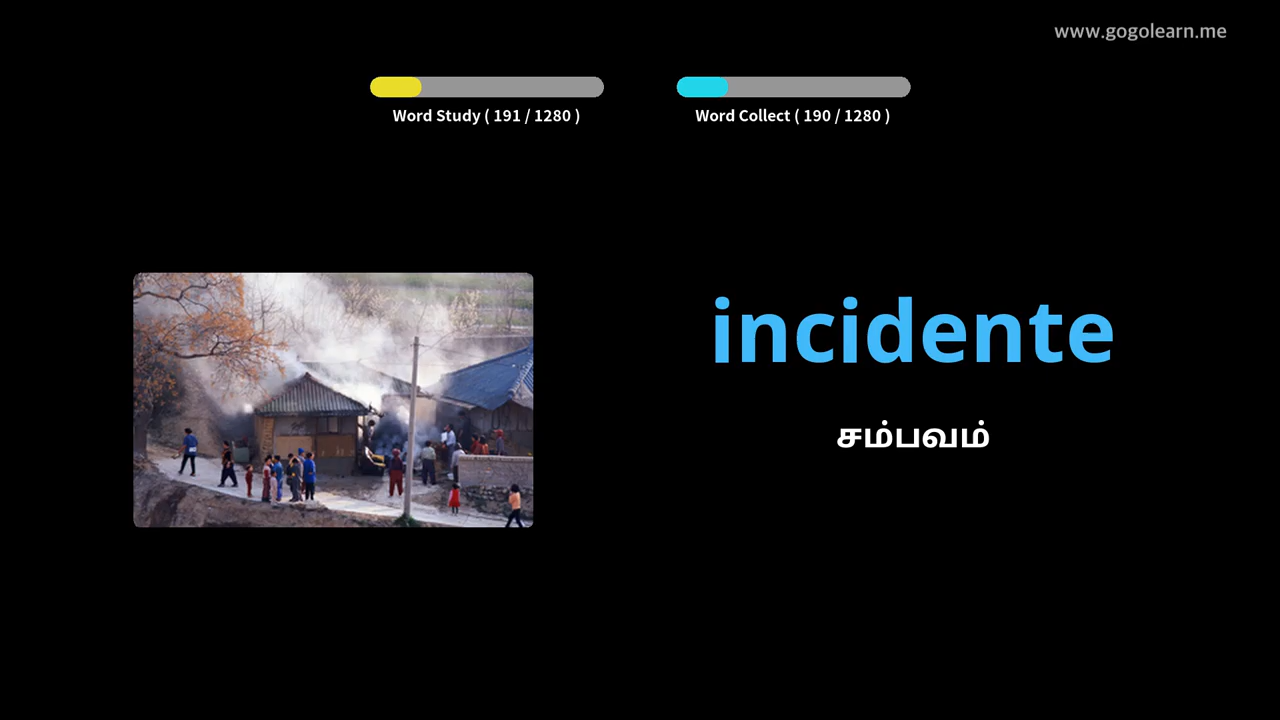 www.gogolearn.me
Word Study ( 191 / 1280 )
Word Collect ( 190 / 1280 )
incidente
சம்பவம்